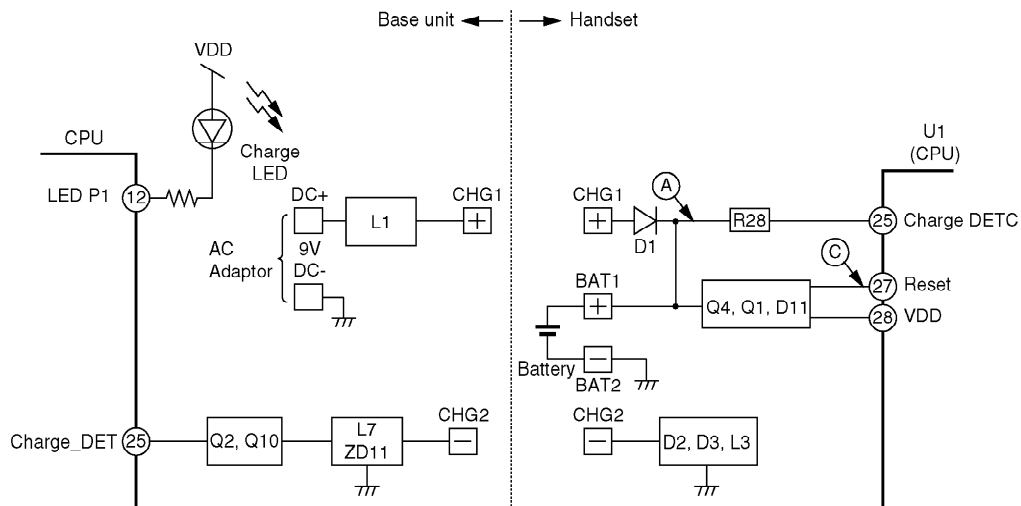 Base unit
Handset
VDD
CPU
Charge
LED
LED P1
12
DC+
L1
CHG1
+
9V
AC
Adaptor
DC-
Charge_DET
25
Q2, Q10
L7
ZD11
CHG2
−
U1
(CPU)
CHG1
+
D1
A
R28
25
Charge DETC
C
BAT1
+
Q4, Q1, D11
27
Reset
28
VDD
Battery
−
BAT2
CHG2
−
D2, D3, L3